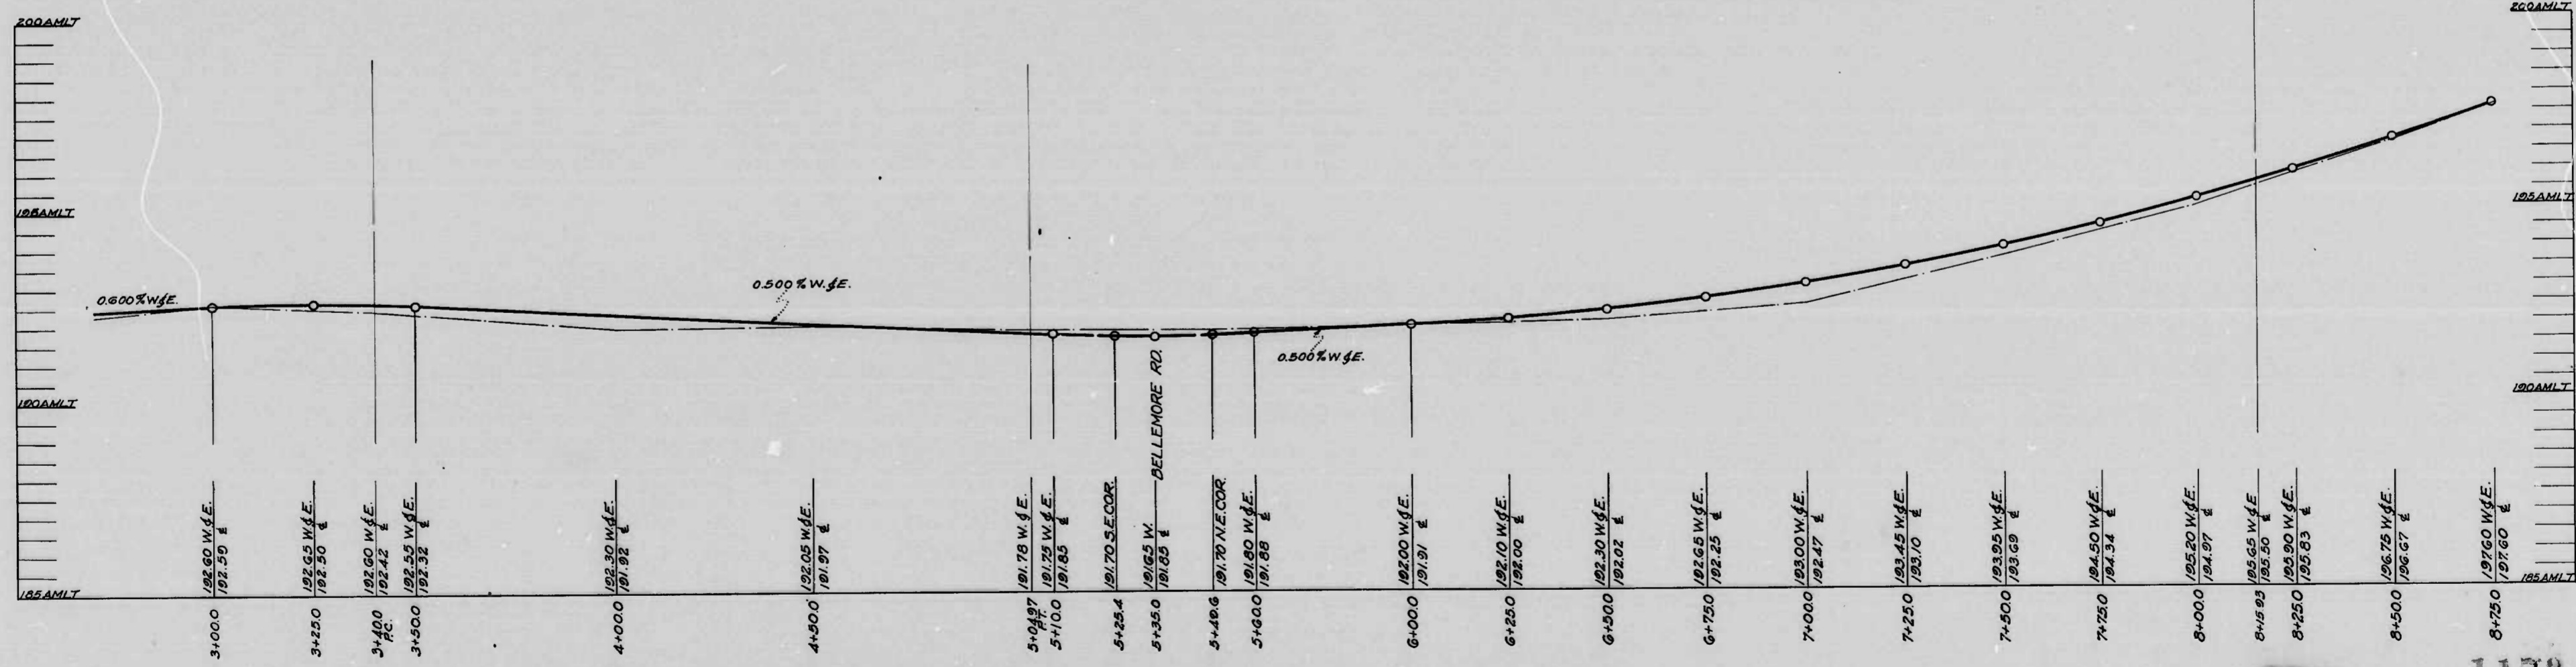 200AMLT
200AMLT
195AMLT
195AMLT
190AMLT
190AMLT
185AMLT
185AMLT
0.600% W.&E.
0.500% W.&E.
0.500% W.&E.
BELLEMORE RD.
192.60 W.&E.
192.59 ℄
3+00.0
192.65 W.&E.
192.50 ℄
3+25.0
192.60 W.&E.
192.42 ℄
3+40.0
P.C.
192.55 W.&E.
192.32 ℄
3+50.0
192.30 W.&E.
191.92 ℄
4+00.0
192.05 W.&E.
191.97 ℄
4+50.0
191.78 W.&E.
5+04.97
P.T.
191.75 W.&E.
191.85 ℄
5+10.0
191.70 S.E.COR.
5+25.4
191.65 W.
191.85 ℄
5+35.0
191.70 N.E.COR.
5+49.6
191.80 W.&E.
191.88 ℄
5+60.0
192.00 W.&E.
191.91 ℄
6+00.0
192.10 W.&E.
192.00 ℄
6+25.0
192.30 W.&E.
192.02 ℄
6+50.0
192.65 W.&E.
192.25 ℄
6+75.0
193.00 W.&E.
192.47 ℄
7+00.0
193.45 W.&E.
193.10 ℄
7+25.0
193.95 W.&E.
193.69 ℄
7+50.0
194.50 W.&E.
194.34 ℄
7+75.0
195.20 W.&E.
194.97 ℄
8+00.0
195.65 W.&E
195.50 ℄
8+15.93
195.90 W.&E.
195.83 ℄
8+25.0
196.75 W.&E.
196.67 ℄
8+50.0
197.60 W.&E.
197.60 ℄
8+75.0